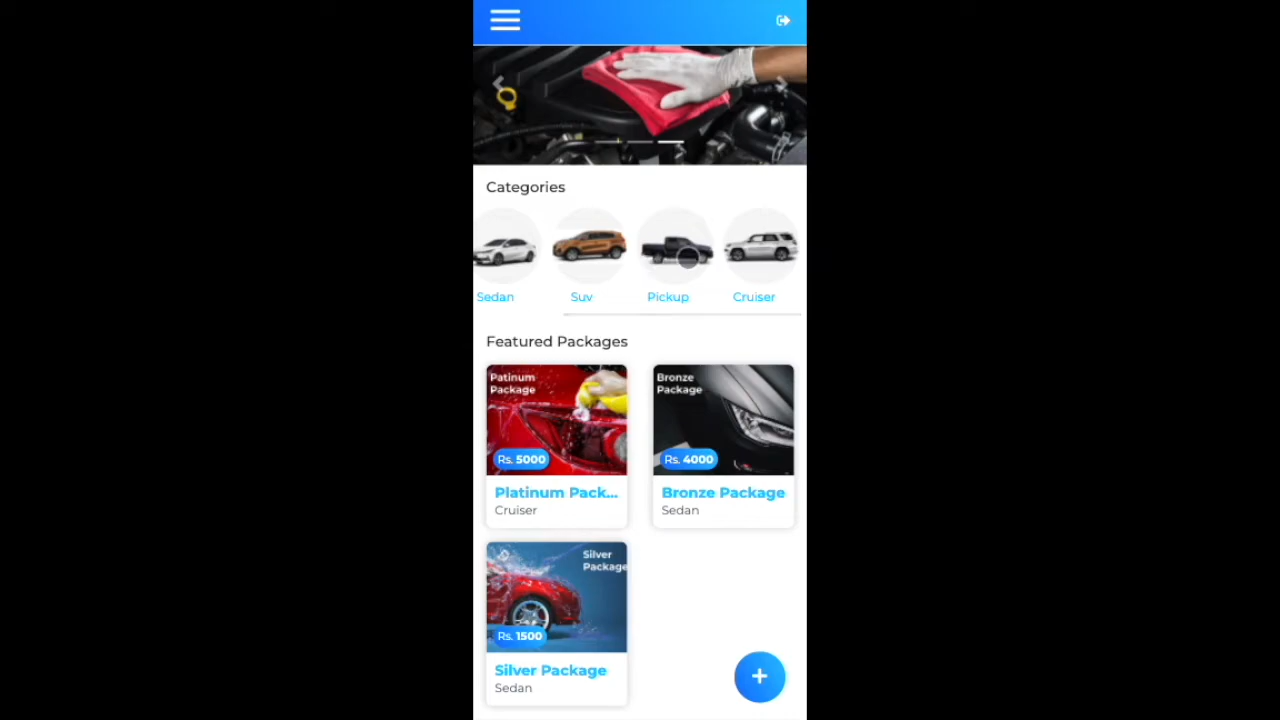 Categories
Sedan
Suv
Pickup
Cruiser
Featured Packages
Patinum
Package
Rs. 5000
Platinum Pack...
Cruiser
Bronze
Package
Rs. 4000
Bronze Package
Sedan
Silver
Package
Rs. 1500
Silver Package
Sedan